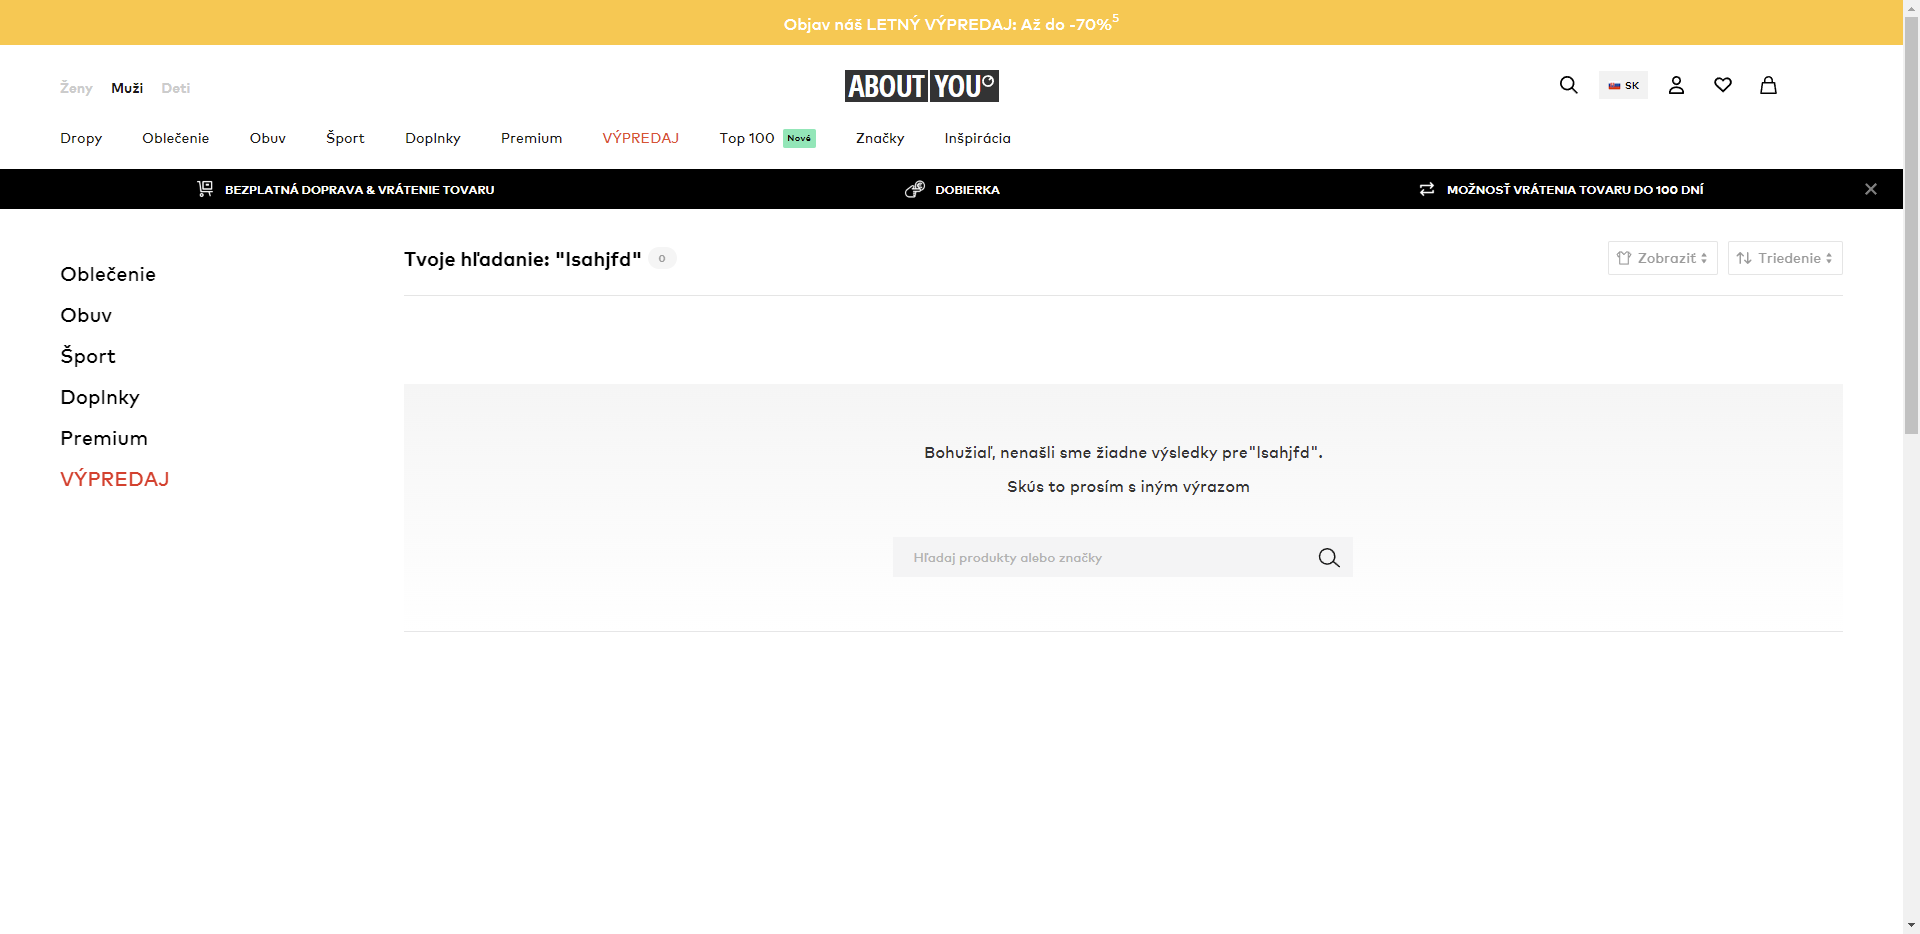 Objav náš LETNÝ VÝPREDAJ: Až do -70%⁵
Ženy Muži Deti
ABOUT YOU
SK
Dropy Oblečenie Obuv Šport Doplnky Premium VÝPREDAJ Top 100 Nové Značky Inšpirácia
BEZPLATNÁ DOPRAVA & VRÁTENIE TOVARU DOBIERKA MOŽNOSŤ VRÁTENIA TOVARU DO 100 DNÍ
Oblečenie
Obuv
Šport
Doplnky
Premium
VÝPREDAJ
Tvoje hľadanie: "lsahjfd" 0
Zobraziť Triedenie
Bohužiaľ, nenašli sme žiadne výsledky pre"lsahjfd".
Skús to prosím s iným výrazom
Hľadaj produkty alebo značky